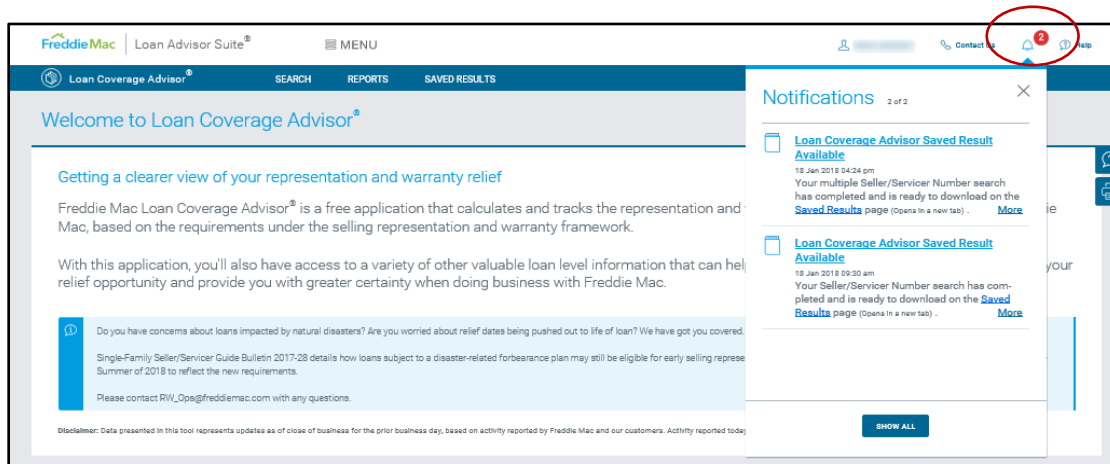 FreddieMac Loan Advisor Suite® MENU Contact Us 2 Help
Loan Coverage Advisor® SEARCH REPORTS SAVED RESULTS
Welcome to Loan Coverage Advisor®
Getting a clearer view of your representation and warranty relief
Freddie Mac Loan Coverage Advisor® is a free application that calculates and tracks the representation and
Mac, based on the requirements under the selling representation and warranty framework.
With this application, you'll also have access to a variety of other valuable loan level information that can help your
relief opportunity and provide you with greater certainty when doing business with Freddie Mac.
Do you have concerns about loans impacted by natural disasters? Are you worried about relief dates being pushed out to life of loan? We have got you covered.
Single-Family Seller/Servicer Guide Bulletin 2017-28 details how loans subject to a disaster-related forbearance plan may still be eligible for early selling
Summer of 2018 to reflect the new requirements.
Please contact RW_Ops@freddiemac.com with any questions.
Disclaimer: Data presented in this tool represents updates as of close of business for the prior business day, based on activity reported by Freddie Mac and our customers. Activity reported
Notifications 2 of 2
Loan Coverage Advisor Saved Result
Available
18 Jan 2018 04:24 pm
Your multiple Seller/Servicer Number search
has completed and is ready to download on the
Saved Results page (Opens in a new tab) . More
Loan Coverage Advisor Saved Result
Available
18 Jan 2018 09:30 am
Your Seller/Servicer Number search has com-
pleted and is ready to download on the Saved
Results page (Opens in a new tab) . More
SHOW ALL